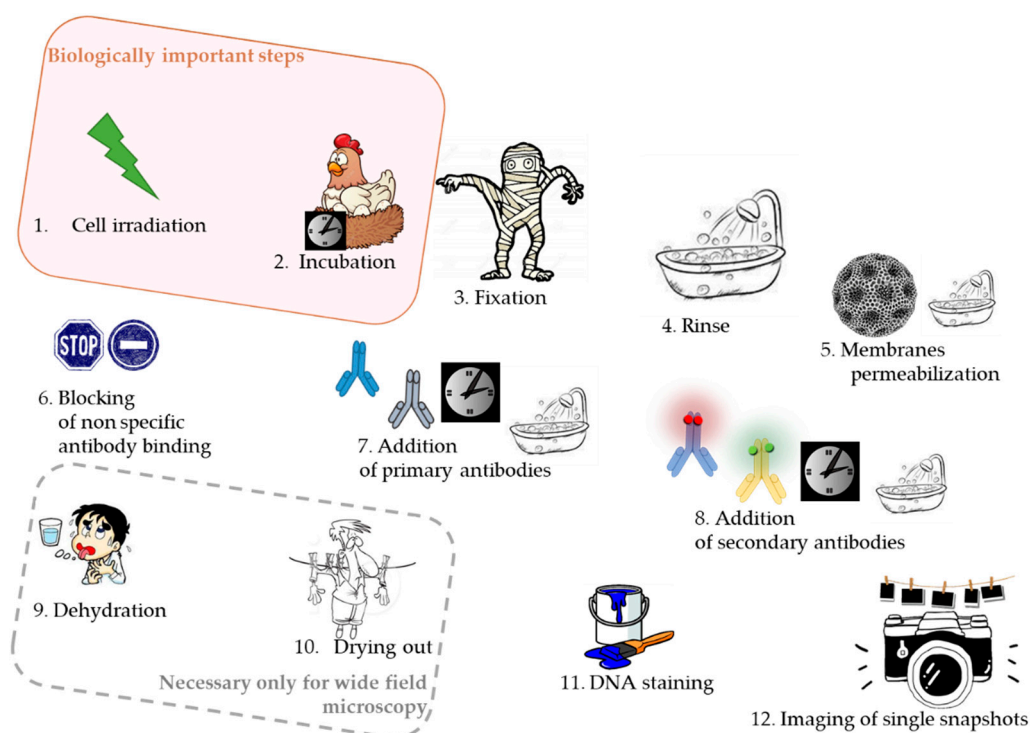 Biologically important steps
1. Cell irradiation
2. Incubation
3. Fixation
4. Rinse
5. Membranes
permeabilization
STOP
6. Blocking
of non specific
antibody binding
7. Addition
of primary antibodies
8. Addition
of secondary antibodies
9. Dehydration
10. Drying out
Necessary only for wide field
microscopy
11. DNA staining
12. Imaging of single snapshots